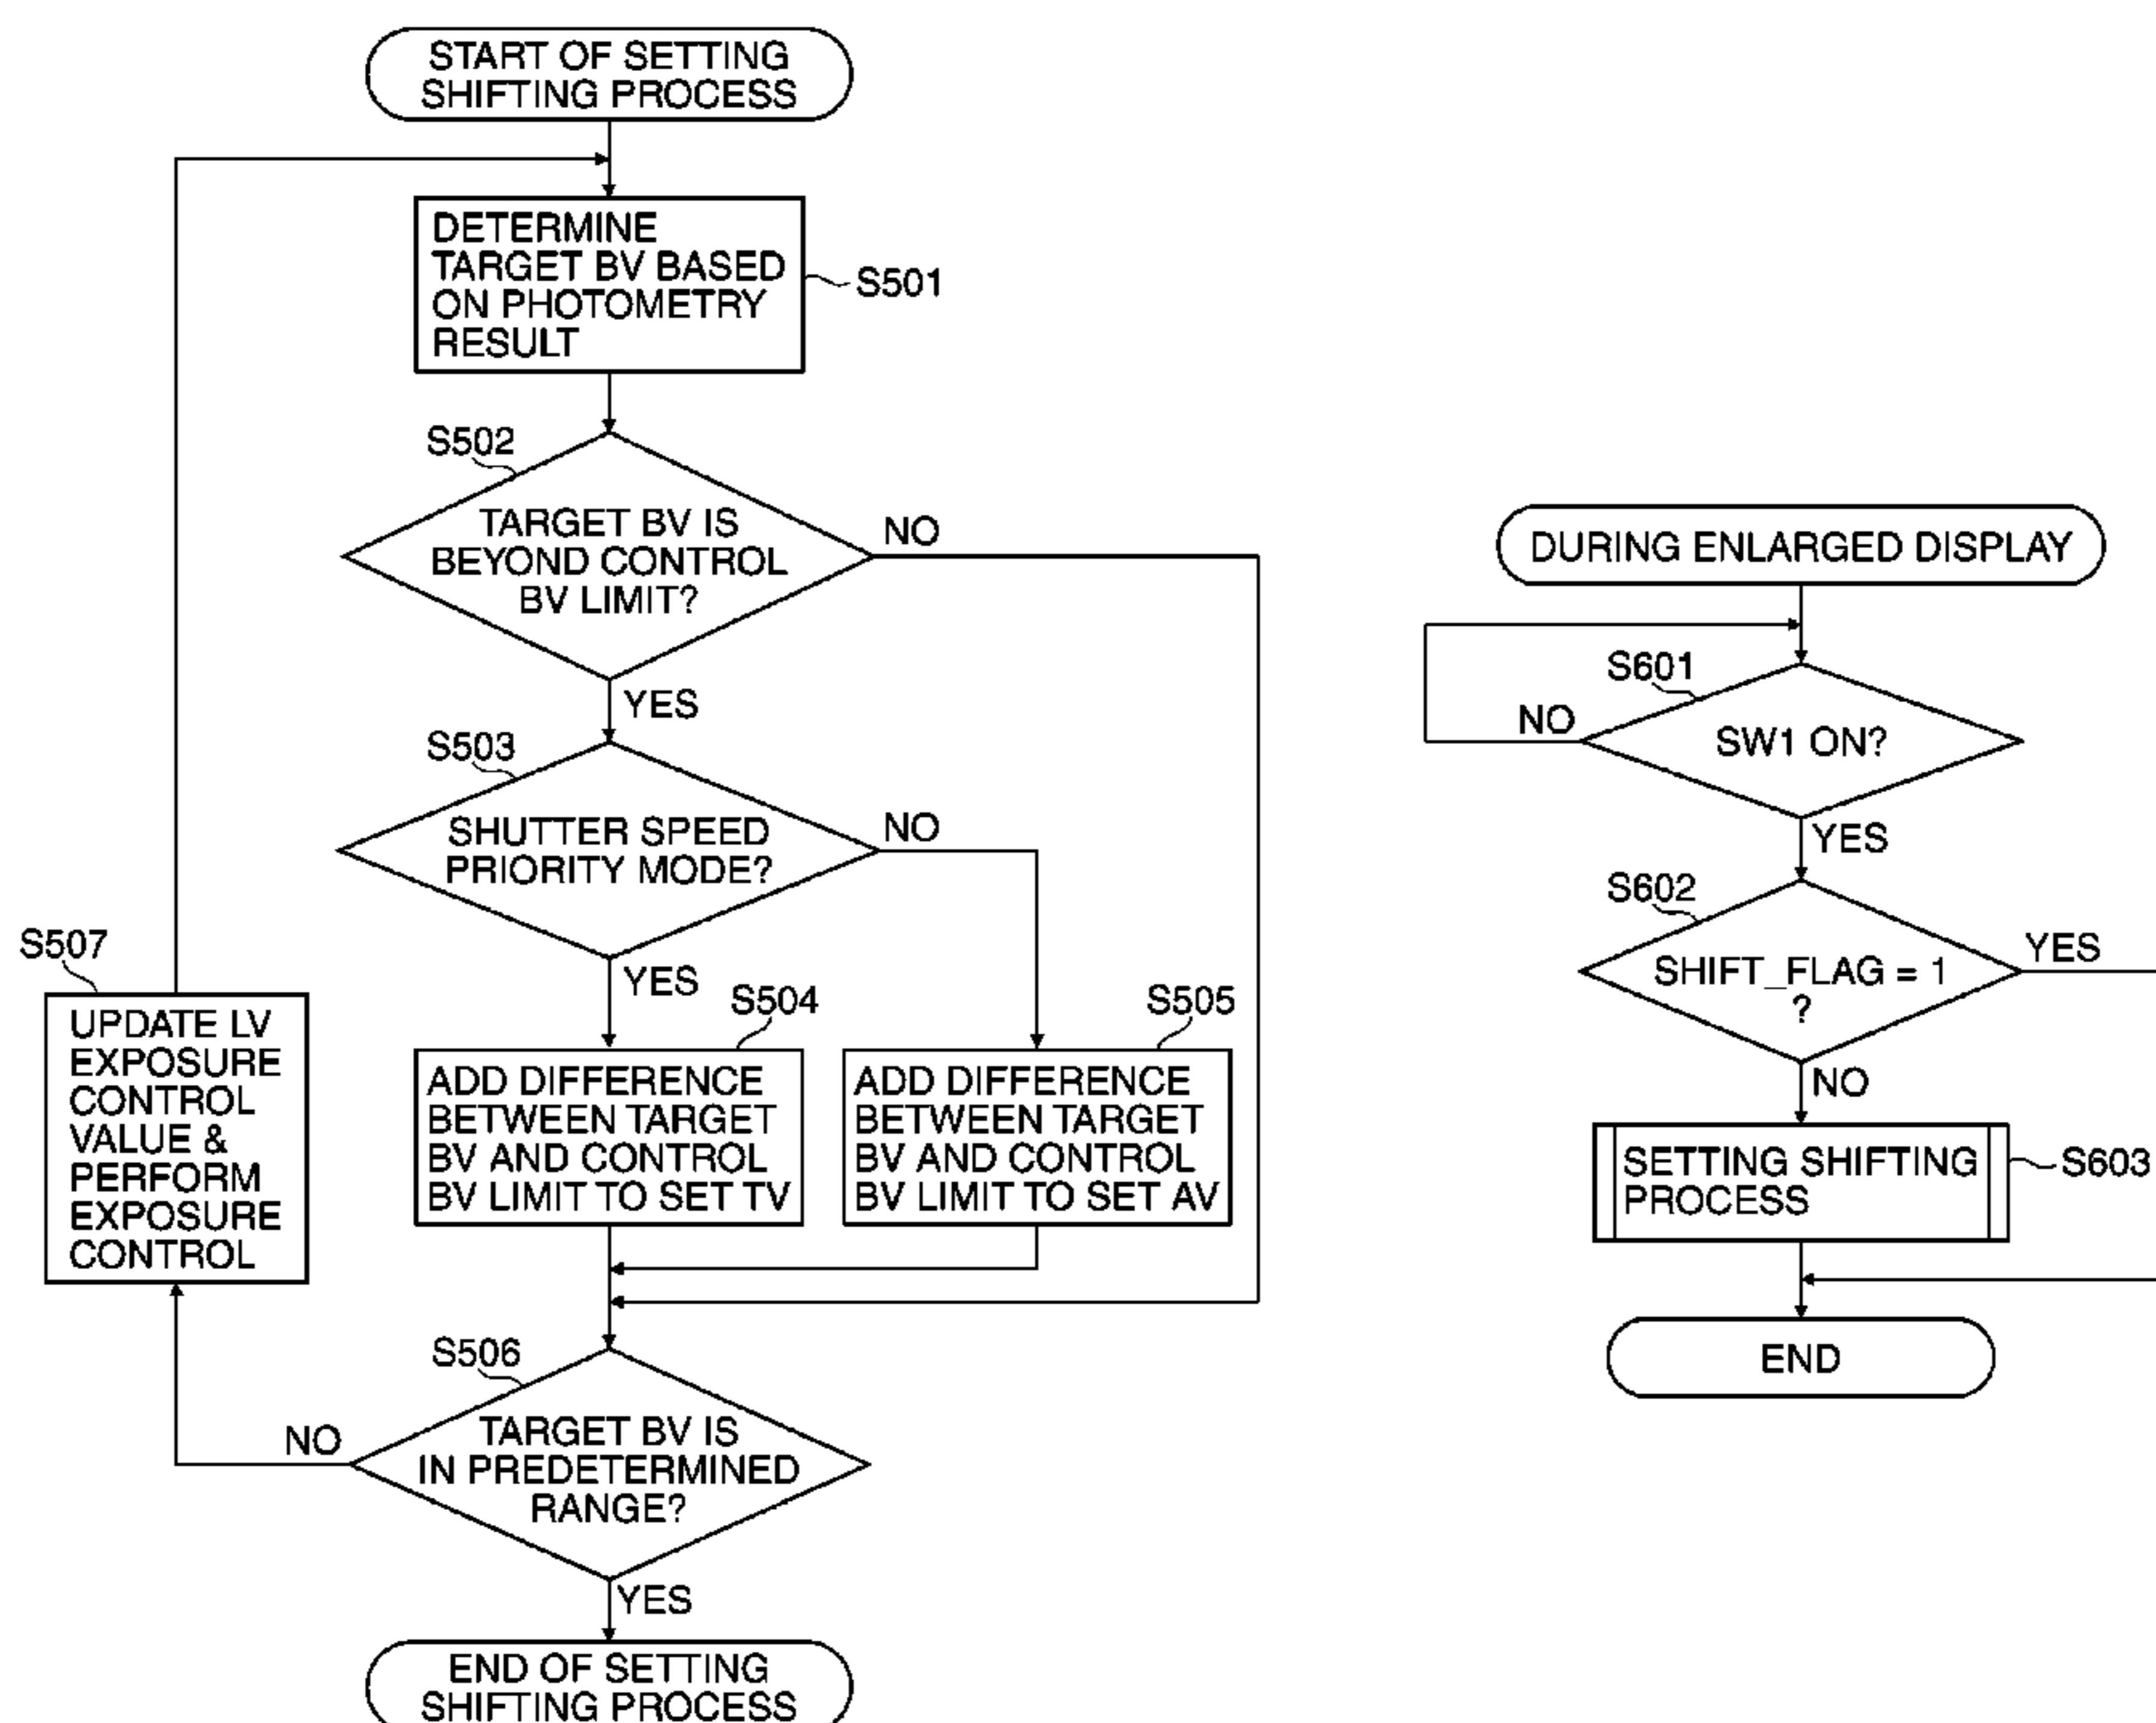 START OF SETTING
SHIFTING PROCESS
DETERMINE
TARGET BV BASED
ON PHOTOMETRY
RESULT
S501
S502
TARGET BV IS
BEYOND CONTROL
BV LIMIT?
NO
YES
S503
SHUTTER SPEED
PRIORITY MODE?
NO
YES
S504
ADD DIFFERENCE
BETWEEN TARGET
BV AND CONTROL
BV LIMIT TO SET TV
S505
ADD DIFFERENCE
BETWEEN TARGET
BV AND CONTROL
BV LIMIT TO SET AV
S507
UPDATE LV
EXPOSURE
CONTROL
VALUE &
PERFORM
EXPOSURE
CONTROL
S506
TARGET BV IS
IN PREDETERMINED
RANGE?
NO
YES
END OF SETTING
SHIFTING PROCESS
DURING ENLARGED DISPLAY
S601
SW1 ON?
NO
YES
S602
SHIFT_FLAG = 1
?
YES
NO
SETTING SHIFTING
PROCESS
S603
END